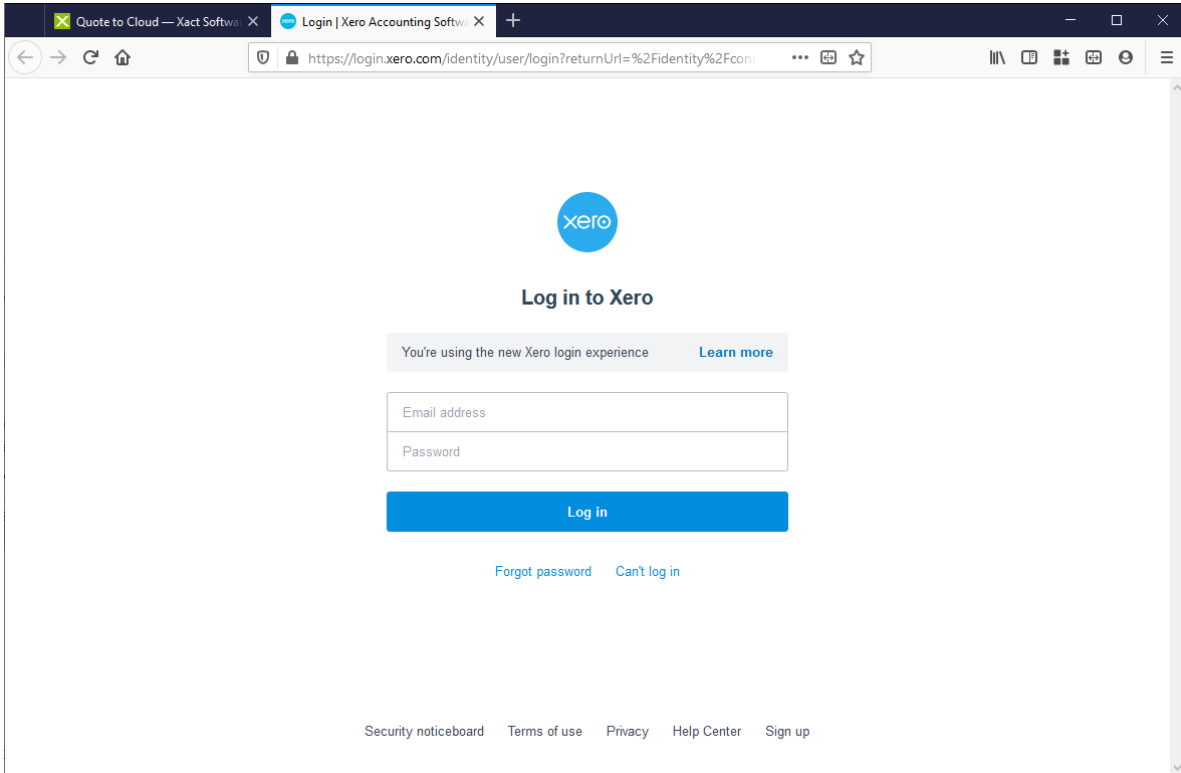 Quote to Cloud — Xact Softwar
Login | Xero Accounting Softwa
https://login.xero.com/identity/user/login?returnUrl=%2Fidentity%2Fcon
xero
Log in to Xero
You're using the new Xero login experience Learn more
Email address
Password
Log in
Forgot password Can't log in
Security noticeboard Terms of use Privacy Help Center Sign up